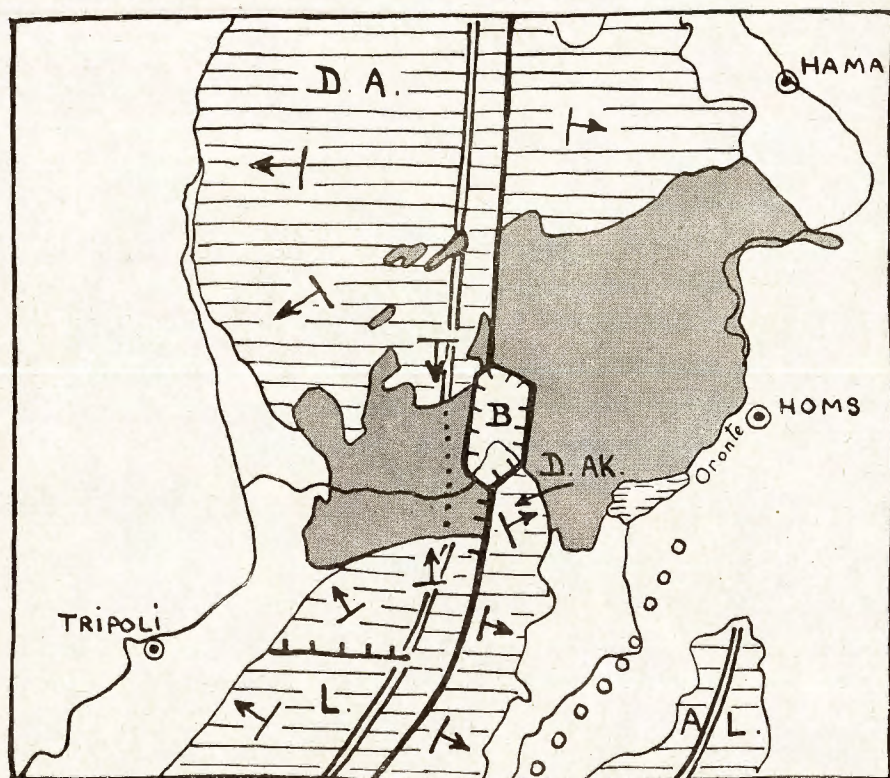 HAMA
D. A.
B
HOMS
Oronte
D. AK.
TRIPOLI
L.
A L.